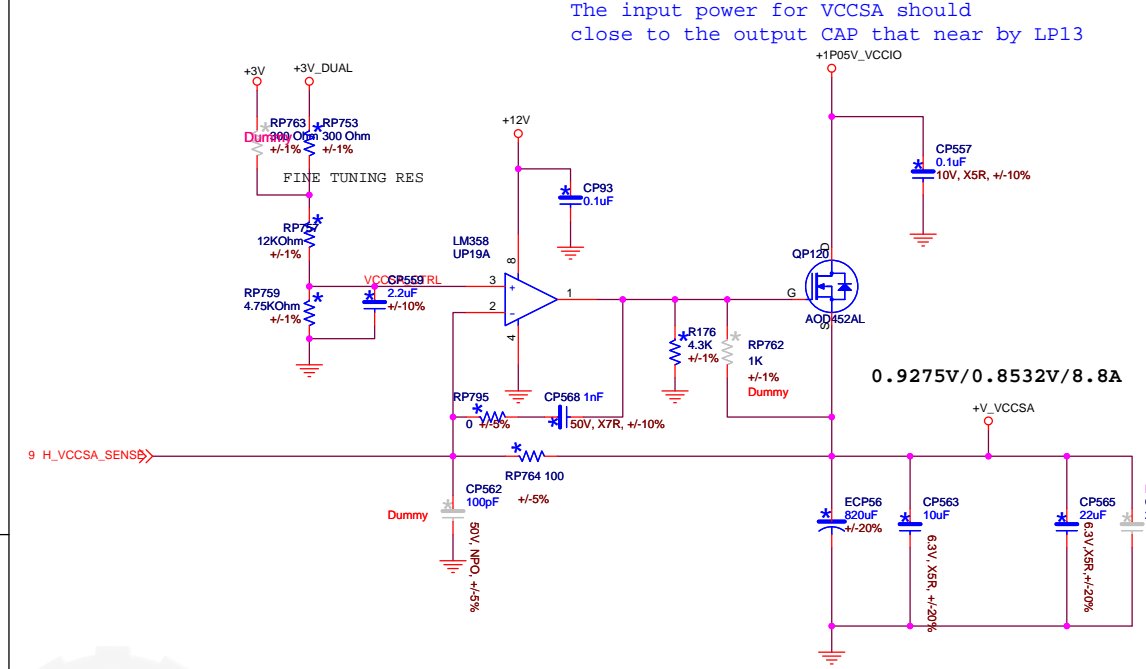 The input power for VCCSA should
close to the output CAP that near by LP13
+1P05V_VCCIO
+3V
+3V_DUAL
RP763
300 Ohm
+/-1%
Dummy
RP753
300 Ohm
+/-1%
FINE TUNING RES
+12V
CP557
0.1uF
10V, X5R, +/-10%
CP93
0.1uF
RP757
12KOhm
+/-1%
LM358
UP19A
8
3
+
2
-
1
4
CP559
2.2uF
+/-10%
RP759
4.75KOhm
+/-1%
QP120
D
G
S
AOD452AL
R176
4.3K
+/-1%
RP762
1K
+/-1%
Dummy
0.9275V/0.8532V/8.8A
+V_VCCSA
RP795
0 +/-5%
CP568 1nF
50V, X7R, +/-10%
9 H_VCCSA_SENSE
RP764 100
+/-5%
CP562
100pF
Dummy
50V, NPO, +/-5%
ECP56
820uF
+/-20%
CP563
10uF
6.3V, X5R, +/-20%
CP565
22uF
6.3V,X5R,+/-20%